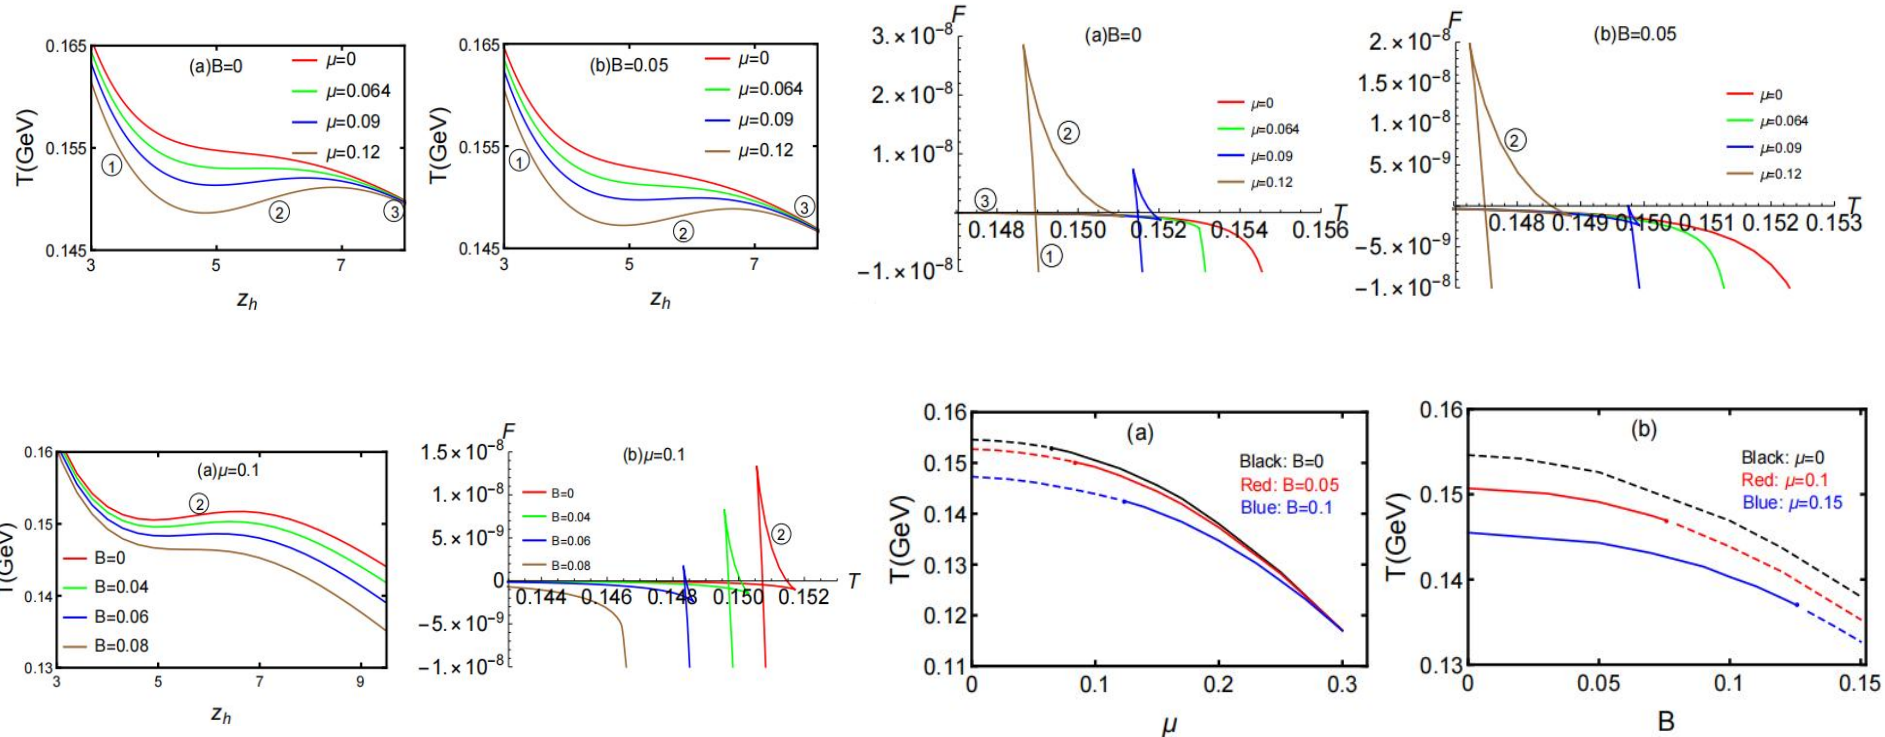 0.165
(a)B=0
μ=0
μ=0.064
μ=0.09
μ=0.12
0.155
T(GeV)
①
②
③
0.145
3
5
7
z_h
0.165
(b)B=0.05
μ=0
μ=0.064
μ=0.09
μ=0.12
0.155
T(GeV)
①
②
③
0.145
3
5
7
z_h
F
3.×10⁻⁸
(a)B=0
2.×10⁻⁸
1.×10⁻⁸
μ=0
μ=0.064
μ=0.09
μ=0.12
②
③
T
0.148
0.150
0.152
0.154
0.156
①
-1.×10⁻⁸
F
2.×10⁻⁸
(b)B=0.05
1.5×10⁻⁸
1.×10⁻⁸
5.×10⁻⁹
μ=0
μ=0.064
μ=0.09
μ=0.12
②
T
0.148
0.149
0.150
0.151
0.152
0.153
-5.×10⁻⁹
-1.×10⁻⁸
0.16
(a)μ=0.1
②
0.15
T(GeV)
B=0
B=0.04
B=0.06
B=0.08
0.14
0.13
3
5
7
9
z_h
F
1.5×10⁻⁸
(b)μ=0.1
1.×10⁻⁸
5.×10⁻⁹
B=0
B=0.04
B=0.06
B=0.08
②
0
T
0.144
0.146
0.148
0.150
0.152
-5.×10⁻⁹
-1.×10⁻⁸
0.16
(a)
Black: B=0
Red: B=0.05
Blue: B=0.1
0.15
0.14
T(GeV)
0.13
0.12
0.11
0
0.1
0.2
0.3
μ
0.16
(b)
Black: μ=0
Red: μ=0.1
Blue: μ=0.15
0.15
T(GeV)
0.14
0.13
0
0.05
0.1
0.15
B